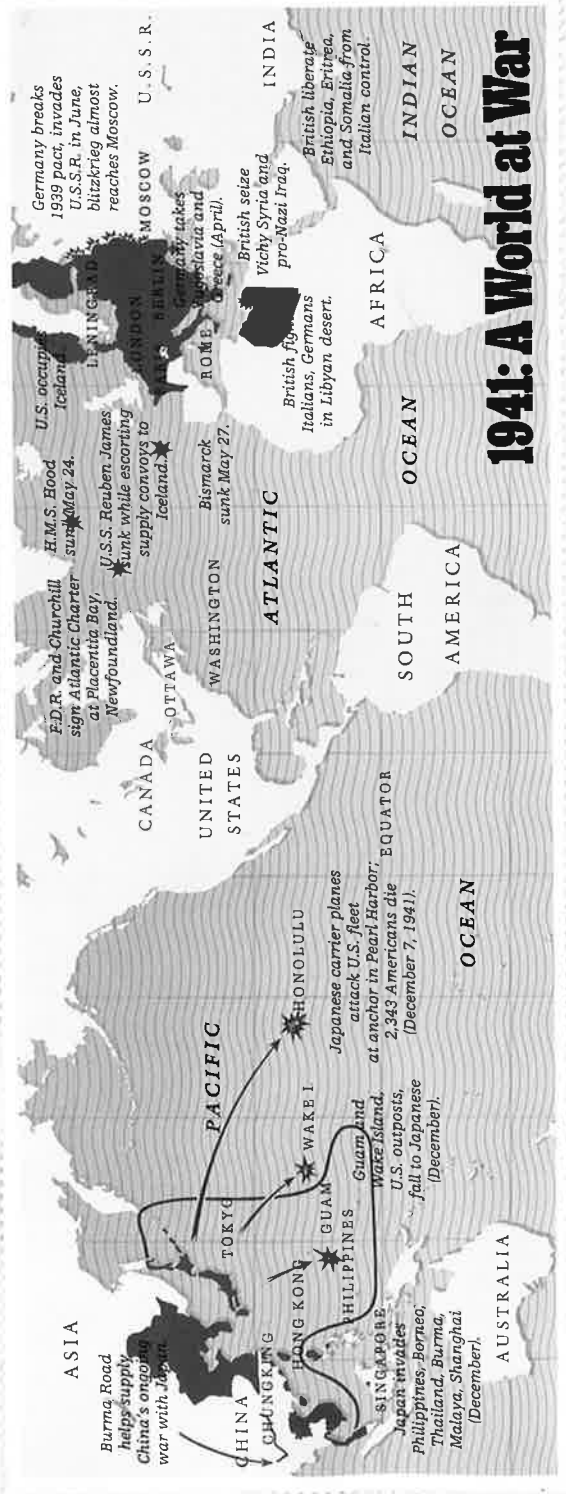 1941: A World at War
ASIA
Burma Road
helps supply
China's ongoing
war with Japan.
CHINA
CHUNGKING
HONG KONG
TOKYO
PACIFIC
WAKE I.
GUAM
PHILIPPINES
Guam and
Wake Island,
U.S. outposts,
fall to Japanese
(December).
SINGAPORE
Japan invades
Philippines, Borneo,
Thailand, Burma,
Malaya, Shanghai
(December).
AUSTRALIA
HONOLULU
Japanese carrier planes
attack U.S. fleet
at anchor in Pearl Harbor;
2,343 Americans die
(December 7, 1941).
EQUATOR
OCEAN
CANADA
OTTAWA
UNITED
STATES
WASHINGTON
F.D.R. and Churchill
sign Atlantic Charter
at Placentia Bay,
Newfoundland.
H.M.S. Hood
sunk May 24.
U.S.S. Reuben James
sunk while escorting
supply convoys to
Iceland.
Bismarck
sunk May 27.
ATLANTIC
OCEAN
SOUTH
AMERICA
U.S. occupies
Iceland.
LENINGRAD
LONDON
PARIS
BERLIN
MOSCOW
U.S.S.R.
ROME
Germany breaks
1939 pact, invades
U.S.S.R. in June,
blitzkrieg almost
reaches Moscow.
Germany takes
Yugoslavia and
Greece (April).
British seize
Vichy Syria and
pro-Nazi Iraq.
British fight
Italians, Germans
in Libyan desert.
AFRICA
INDIA
British liberate
Ethiopia, Eritrea,
and Somalia from
Italian control.
INDIAN
OCEAN